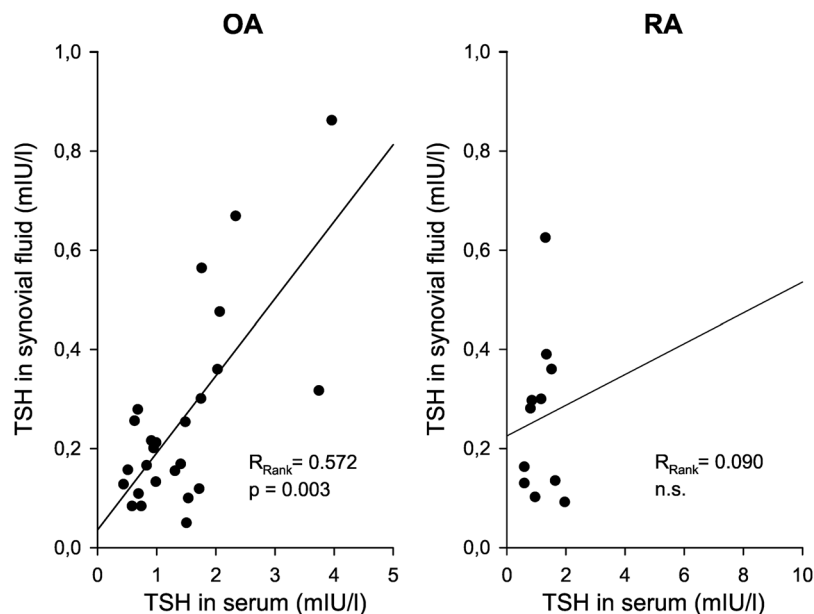 OA
TSH in synovial fluid (mIU/l)
1,0
0,8
0,6
0,4
0,2
0,0
R_Rank = 0.572
p = 0.003
0 1 2 3 4 5
TSH in serum (mIU/l)
RA
TSH in synovial fluid (mIU/l)
1,0
0,8
0,6
0,4
0,2
0,0
R_Rank = 0.090
n.s.
0 2 4 6 8 10
TSH in serum (mIU/l)